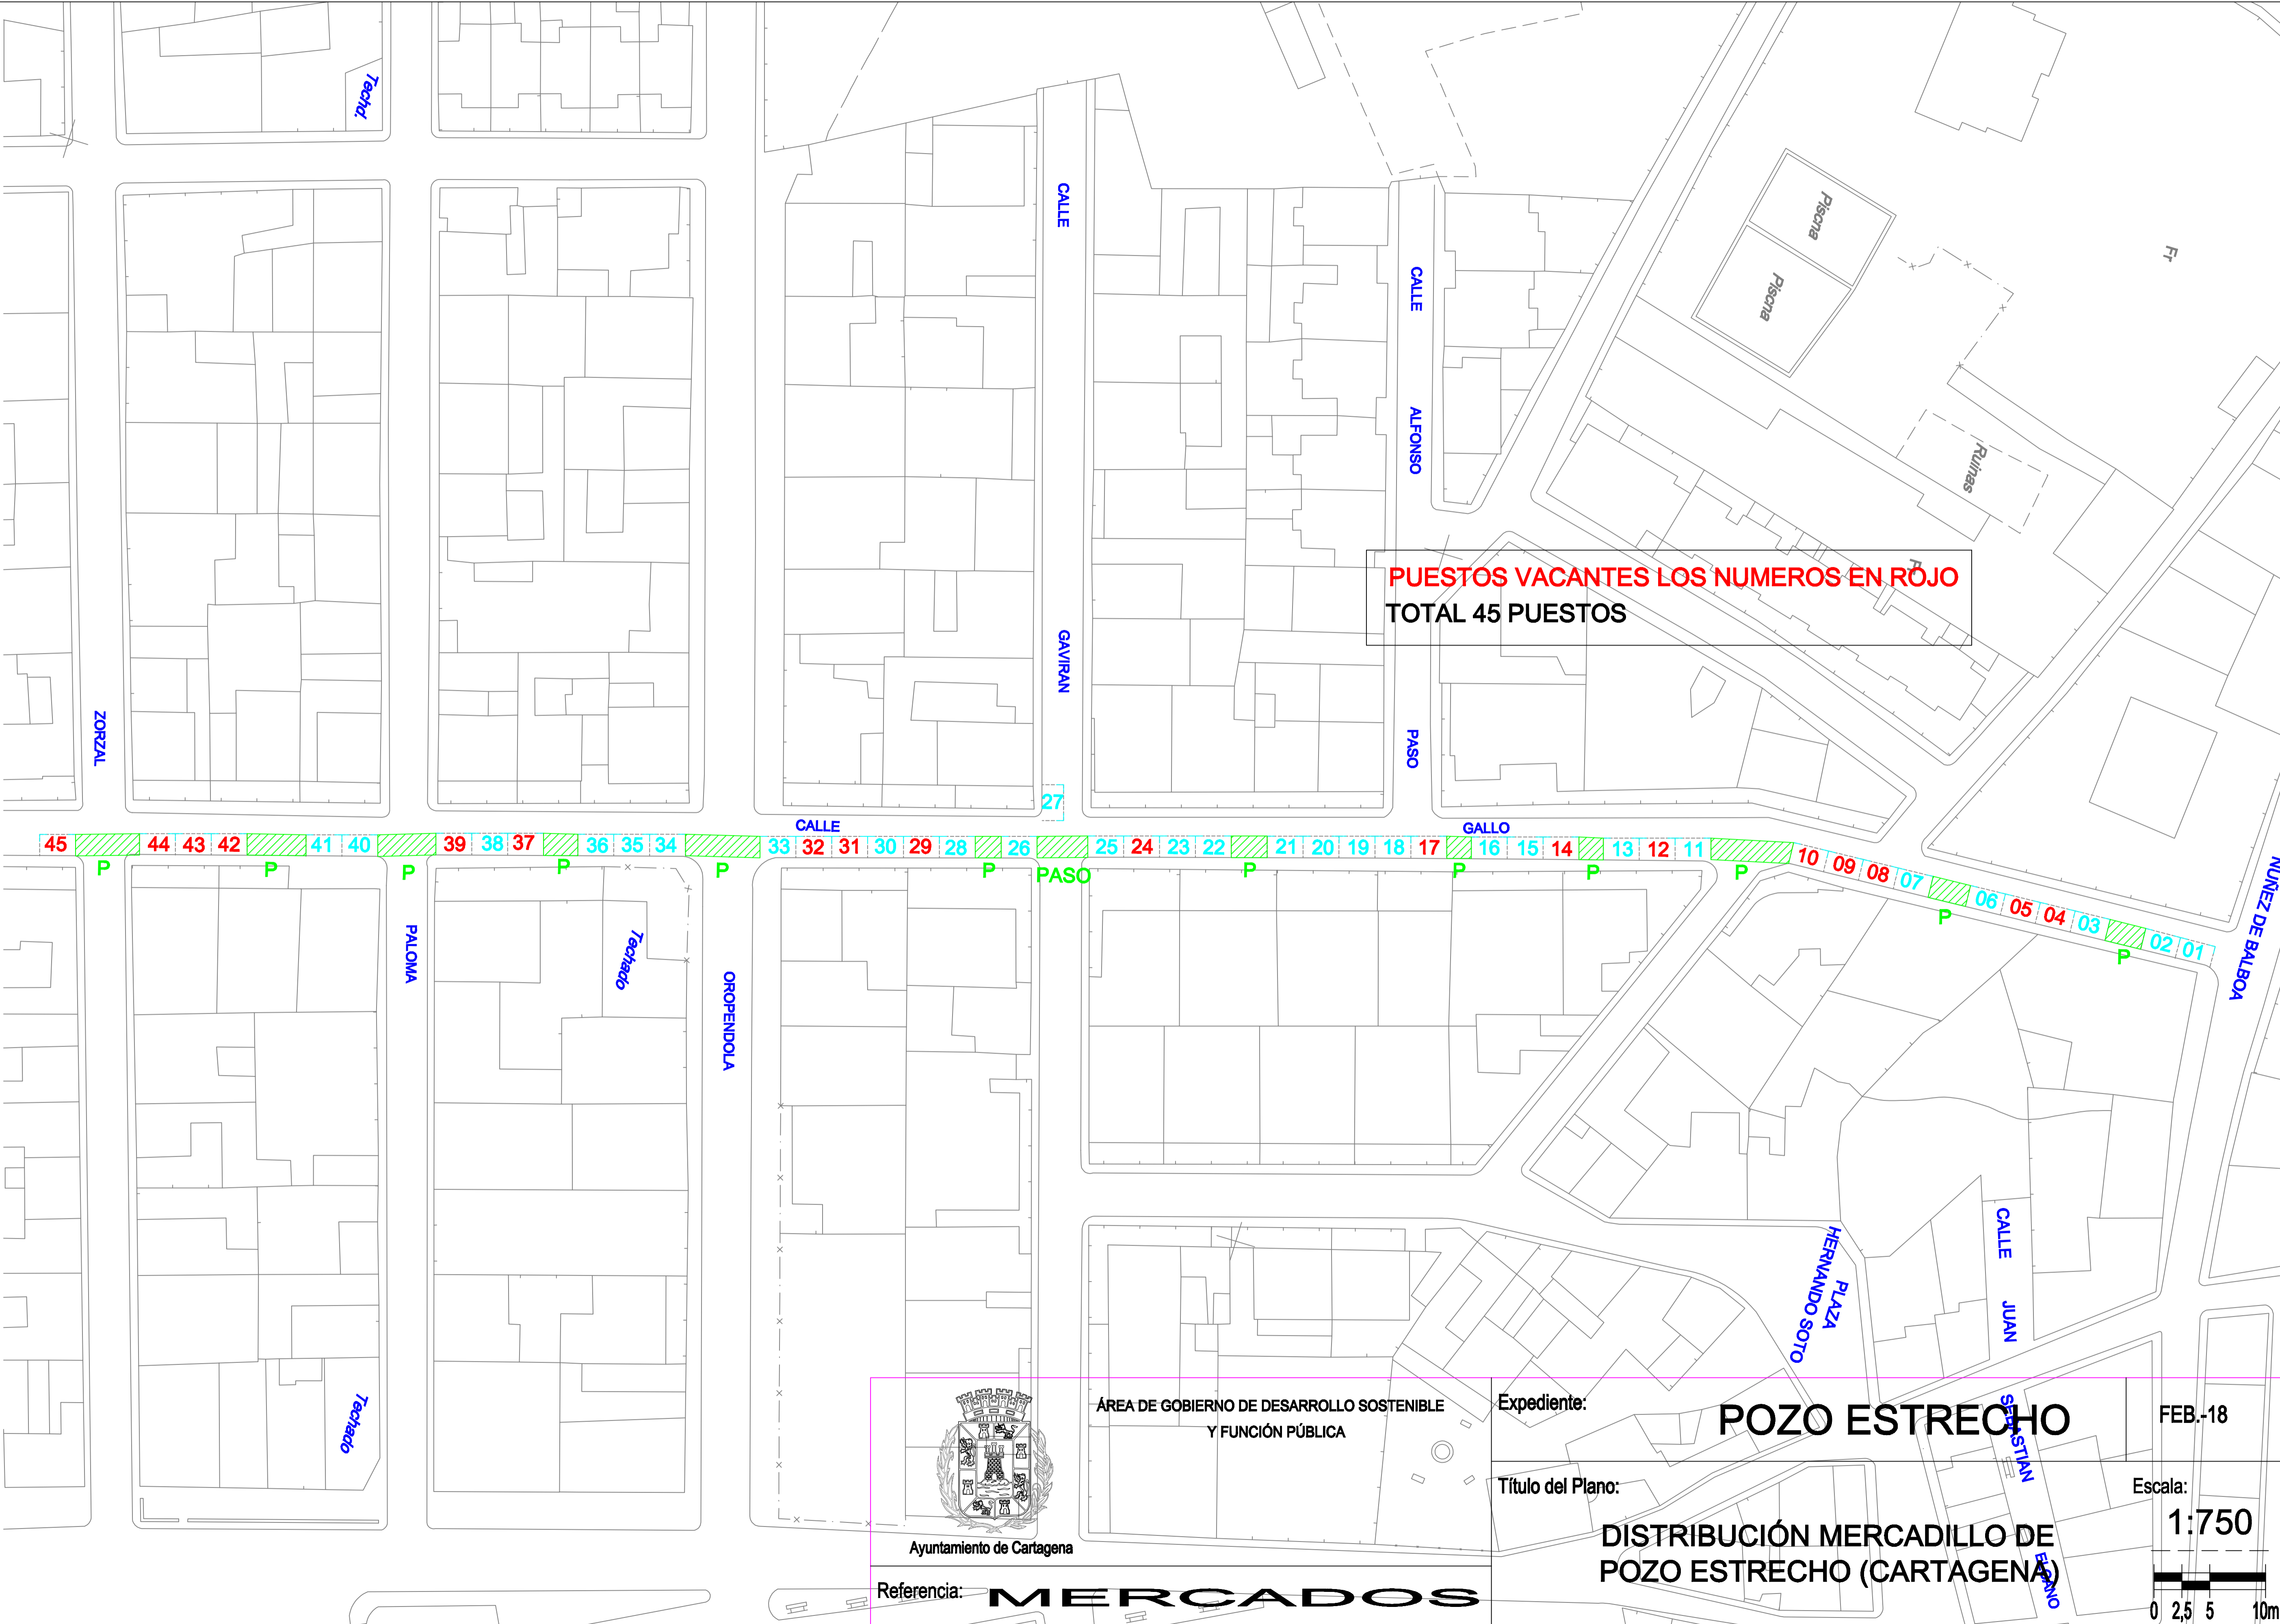 Techd.
CALLE
GAVIRAN
CALLE
ALFONSO
PASO
Piscna
Piscna
Ft
Ruinas
Ft
PUESTOS VACANTES LOS NUMEROS EN ROJO
TOTAL 45 PUESTOS
ZORZAL
27
CALLE
GALLO
45 44 43 42 41 40 39 38 37 36 35 34 33 32 31 30 29 28 26 25 24 23 22 21 20 19 18 17 16 15 14 13 12 11 10 09 08 07 06 05 04 03 02 01
P P P P P P PASO P P P P P P
NUÑEZ DE BALBOA
PALOMA
Techado
OROPENDOLA
Techado
PLAZA
HERNANDO SOTO
CALLE
JUAN
SEBASTIAN
ELCANO
ÁREA DE GOBIERNO DE DESARROLLO SOSTENIBLE
Y FUNCIÓN PÚBLICA
Ayuntamiento de Cartagena
Referencia: MERCADOS
Expediente:
POZO ESTRECHO
FEB.-18
Título del Plano:
DISTRIBUCIÓN MERCADILLO DE
POZO ESTRECHO (CARTAGENA)
Escala:
1:750
0 2,5 5 10m